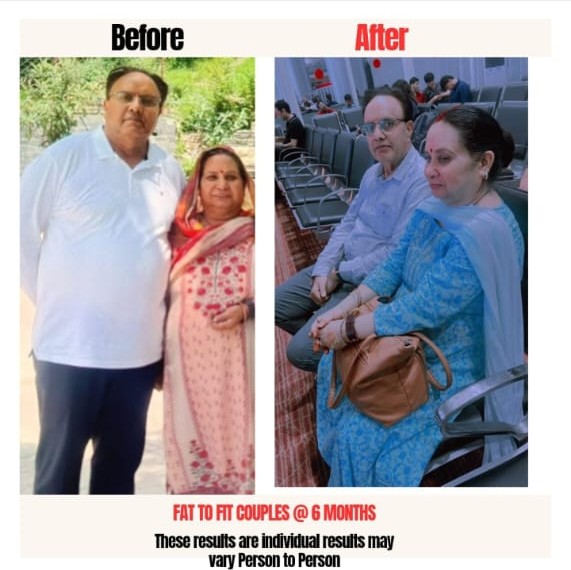 Before
After
FAT TO FIT COUPLES @ 6 MONTHS
These results are individual results may
vary Person to Person